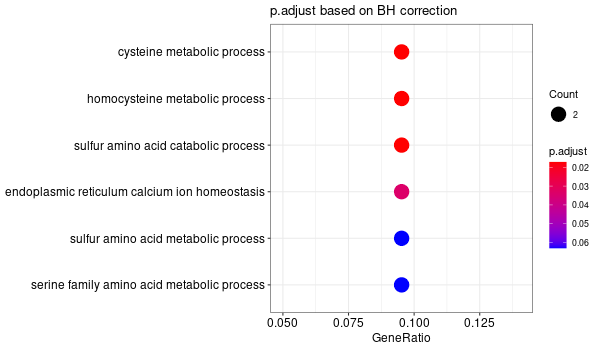 p.adjust based on BH correction
cysteine metabolic process
homocysteine metabolic process
sulfur amino acid catabolic process
endoplasmic reticulum calcium ion homeostasis
sulfur amino acid metabolic process
serine family amino acid metabolic process
0.050 0.075 0.100 0.125
GeneRatio
Count
2
p.adjust
0.02
0.03
0.04
0.05
0.06